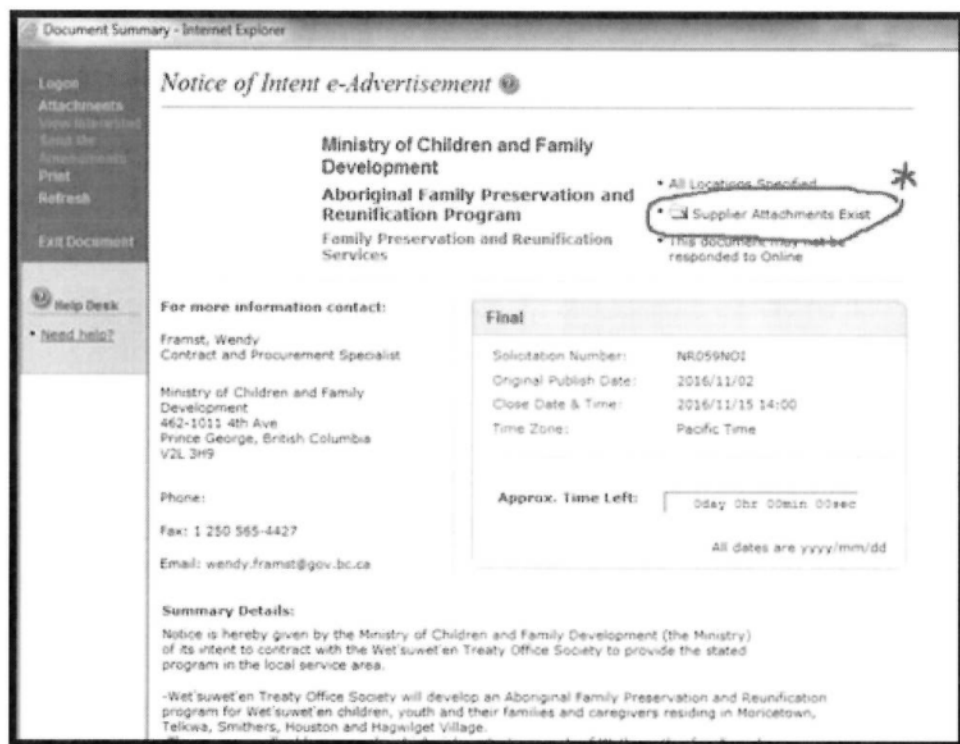 Document Summary - Internet Explorer
Logon
Attachments
View Interested
Send Me
Amendments
Print
Refresh
Exit Document
Help Desk
• Need help?
Notice of Intent e-Advertisement
Ministry of Children and Family
Development
Aboriginal Family Preservation and
Reunification Program
Family Preservation and Reunification
Services
• All Locations Specified
• Supplier Attachments Exist
*
• This document may not be
responded to Online
For more information contact:
Framst, Wendy
Contract and Procurement Specialist
Ministry of Children and Family
Development
462-1011 4th Ave
Prince George, British Columbia
V2L 3H9
Phone:
Fax: 1 250 565-4427
Email: wendy.framst@gov.bc.ca
Final
Solicitation Number: NR059NOI
Original Publish Date: 2016/11/02
Close Date & Time: 2016/11/15 14:00
Time Zone: Pacific Time
Approx. Time Left: 0day 0hr 00min 00sec
All dates are yyyy/mm/dd
Summary Details:
Notice is hereby given by the Ministry of Children and Family Development (the Ministry)
of its intent to contract with the Wet'suwet'en Treaty Office Society to provide the stated
program in the local service area.
-Wet'suwet'en Treaty Office Society will develop an Aboriginal Family Preservation and Reunification
program for Wet'suwet'en children, youth and their families and caregivers residing in Moricetown,
Telkwa, Smithers, Houston and Hagwilget Village.